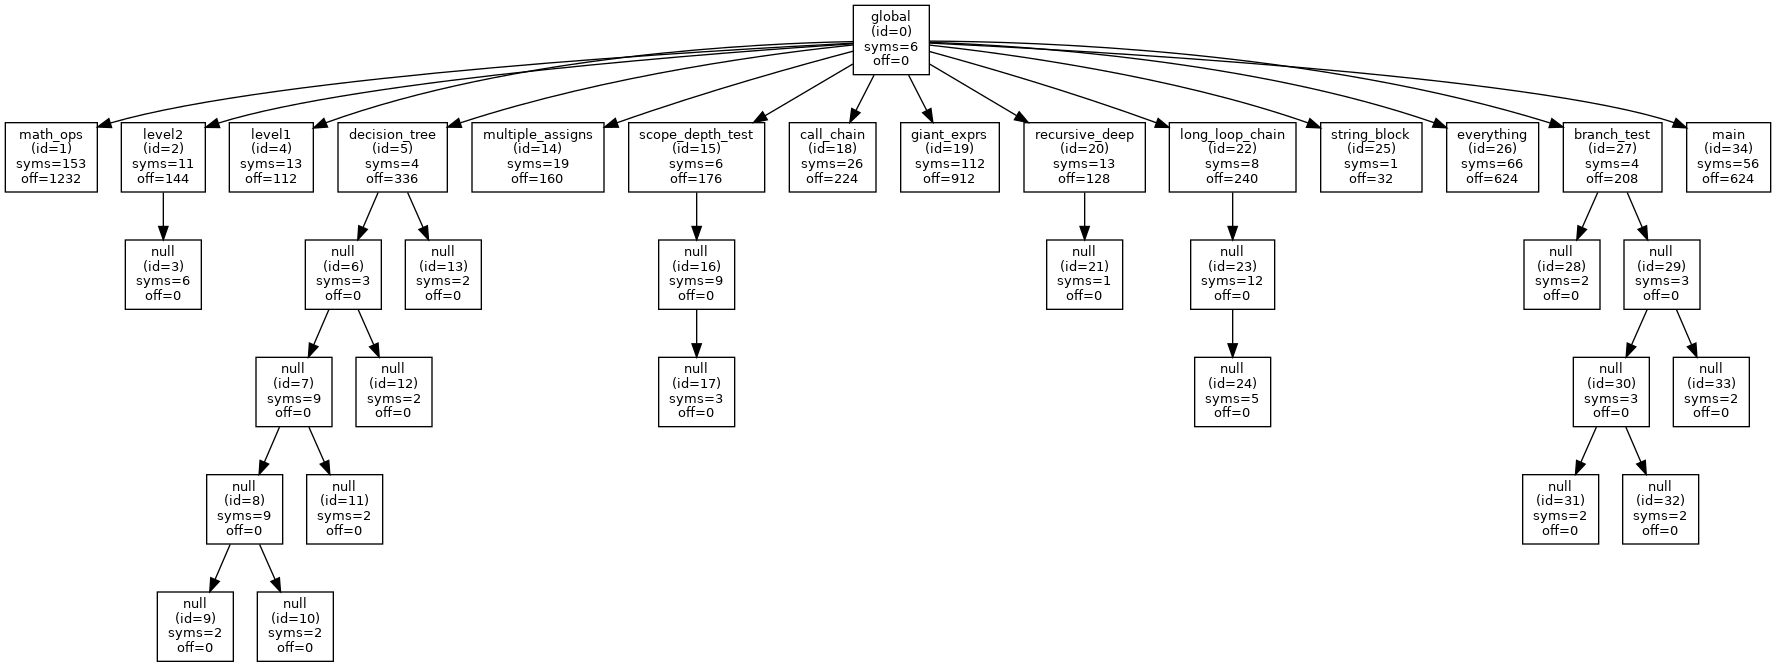 global
(id=0)
syms=6
off=0
math_ops
(id=1)
syms=153
off=1232
level2
(id=2)
syms=11
off=144
level1
(id=4)
syms=13
off=112
decision_tree
(id=5)
syms=4
off=336
multiple_assigns
(id=14)
syms=19
off=160
scope_depth_test
(id=15)
syms=6
off=176
call_chain
(id=18)
syms=26
off=224
giant_exprs
(id=19)
syms=112
off=912
recursive_deep
(id=20)
syms=13
off=128
long_loop_chain
(id=22)
syms=8
off=240
string_block
(id=25)
syms=1
off=32
everything
(id=26)
syms=66
off=624
branch_test
(id=27)
syms=4
off=208
main
(id=34)
syms=56
off=624
null
(id=3)
syms=6
off=0
null
(id=6)
syms=3
off=0
null
(id=13)
syms=2
off=0
null
(id=16)
syms=9
off=0
null
(id=21)
syms=1
off=0
null
(id=23)
syms=12
off=0
null
(id=28)
syms=2
off=0
null
(id=29)
syms=3
off=0
null
(id=7)
syms=9
off=0
null
(id=12)
syms=2
off=0
null
(id=17)
syms=3
off=0
null
(id=24)
syms=5
off=0
null
(id=30)
syms=3
off=0
null
(id=33)
syms=2
off=0
null
(id=8)
syms=9
off=0
null
(id=11)
syms=2
off=0
null
(id=31)
syms=2
off=0
null
(id=32)
syms=2
off=0
null
(id=9)
syms=2
off=0
null
(id=10)
syms=2
off=0